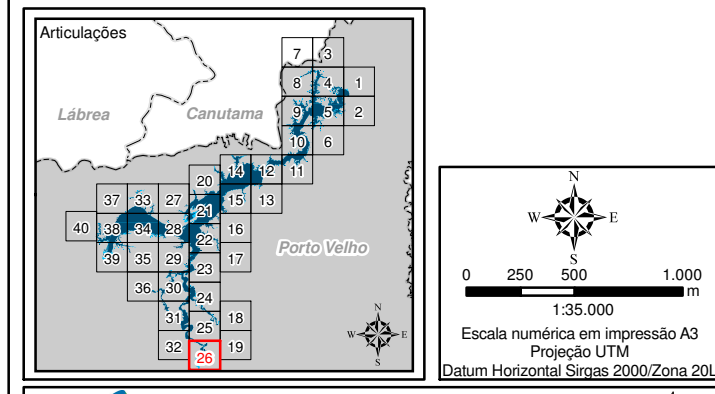 Articulações
7 3
8 4 1
Lábrea Canutama 9 5 2
10 6
20 14 12 11
37 33 27 21 15 13
40 38 34 28 22 16
Porto Velho
39 35 29 23 17
36 30 24
31 25 18
32 26 19
N
W E
S
N
W E
S
0 250 500 1.000
m
1:35.000
Escala numérica em impressão A3
Projeção UTM
Datum Horizontal Sirgas 2000/Zona 20L